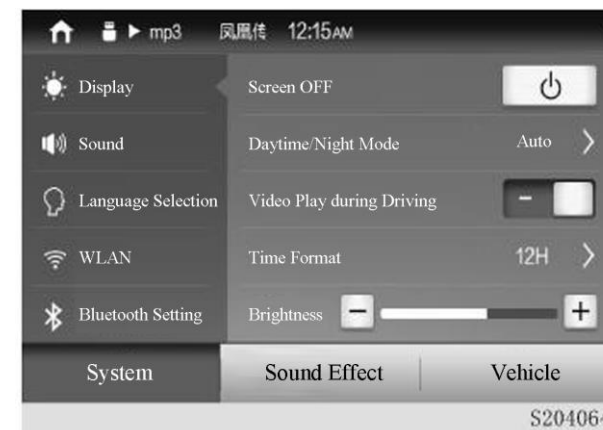 mp3 凤凰传 12:15AM
Display
Screen OFF
Sound
Daytime/Night Mode Auto
Language Selection
Video Play during Driving
WLAN
Time Format 12H
Bluetooth Setting
Brightness
System Sound Effect Vehicle
S204064